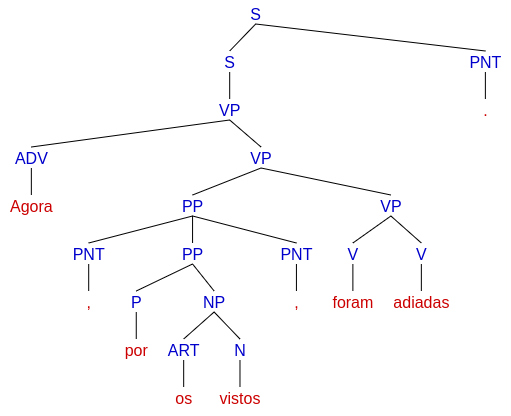 S
S PNT
VP .
ADV VP
Agora PP VP
PNT PP PNT V V
, P NP , foram adiadas
por ART N
os vistos